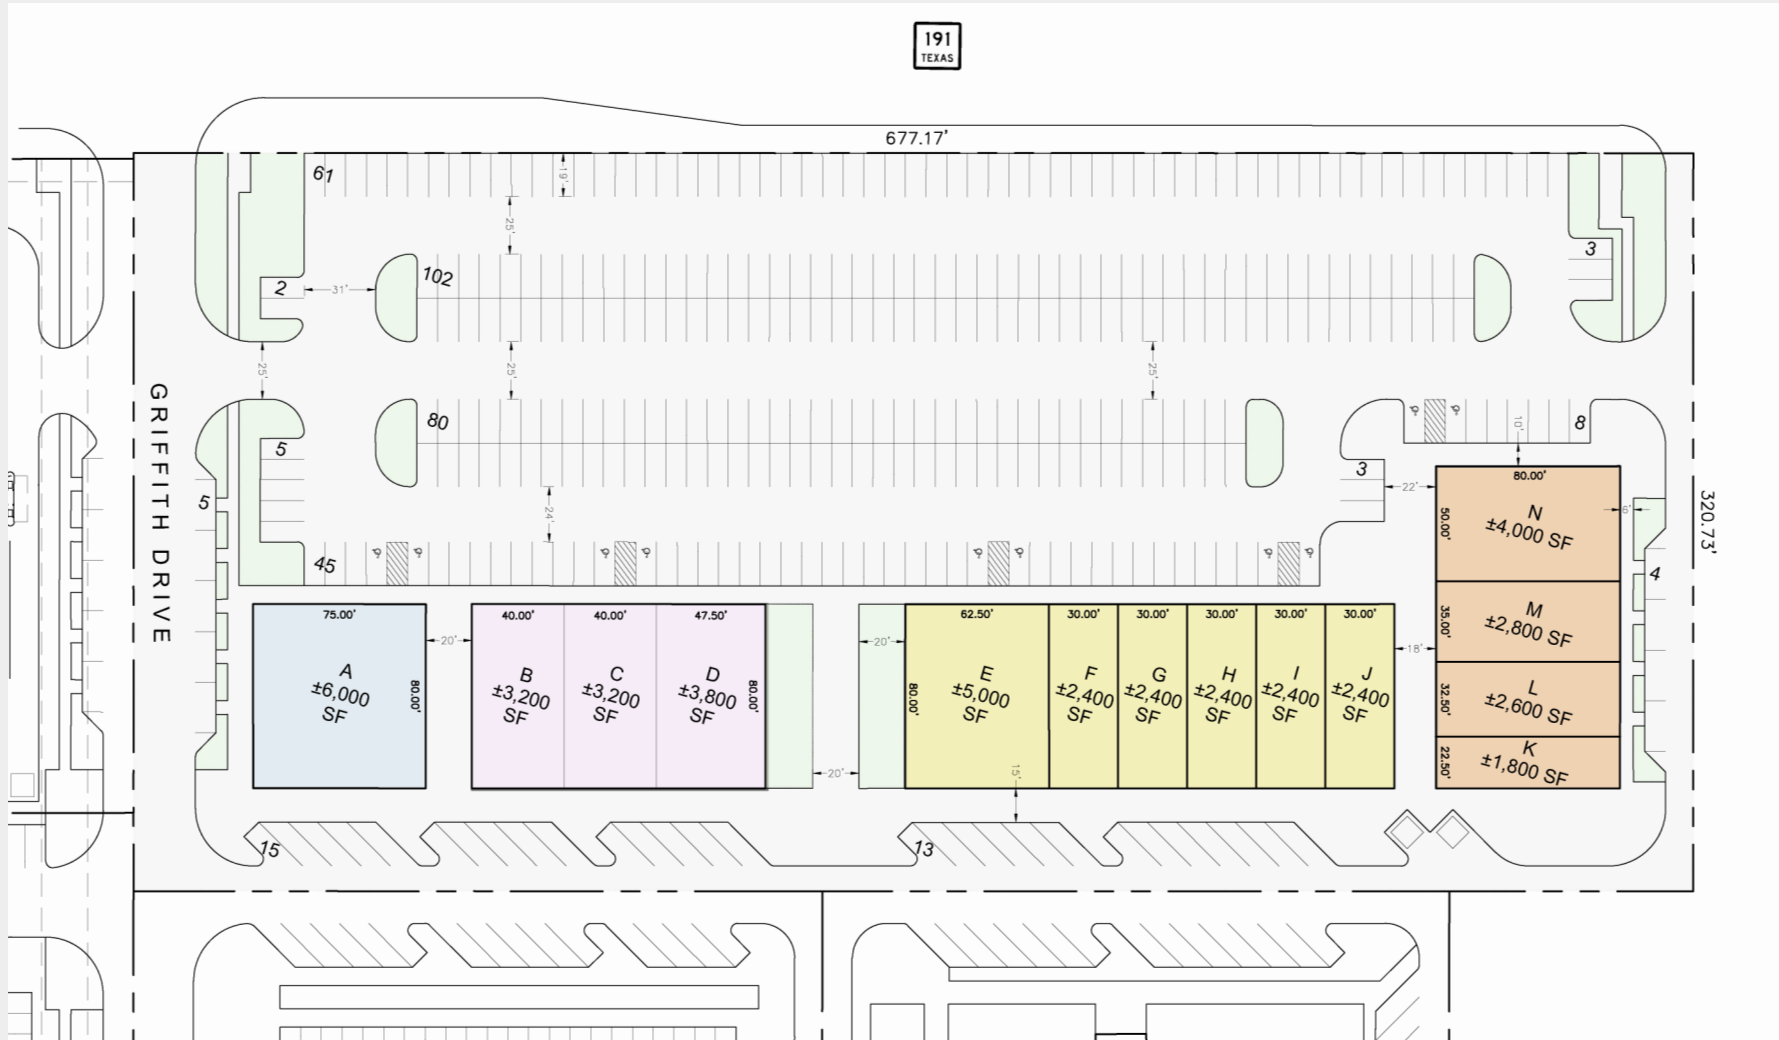 191
TEXAS
677.17'
61
19'
25'
102
3
2
31'
25'
25'
25'
GRIFFITH DRIVE
80
8
10'
5
3
22'
80.00'
5
50.00'
N
±4,000 SF
6'
320.73'
24'
45
4
75.00'
40.00'
40.00'
47.50'
62.50'
30.00'
30.00'
30.00'
30.00'
30.00'
35.00'
M
±2,800 SF
20'
20'
18'
A
±6,000
SF
80.00'
B
±3,200
SF
C
±3,200
SF
D
±3,800
SF
80.00'
80.00'
E
±5,000
SF
F
±2,400
SF
G
±2,400
SF
H
±2,400
SF
I
±2,400
SF
J
±2,400
SF
32.50'
L
±2,600 SF
22.50'
K
±1,800 SF
20'
15'
15
13